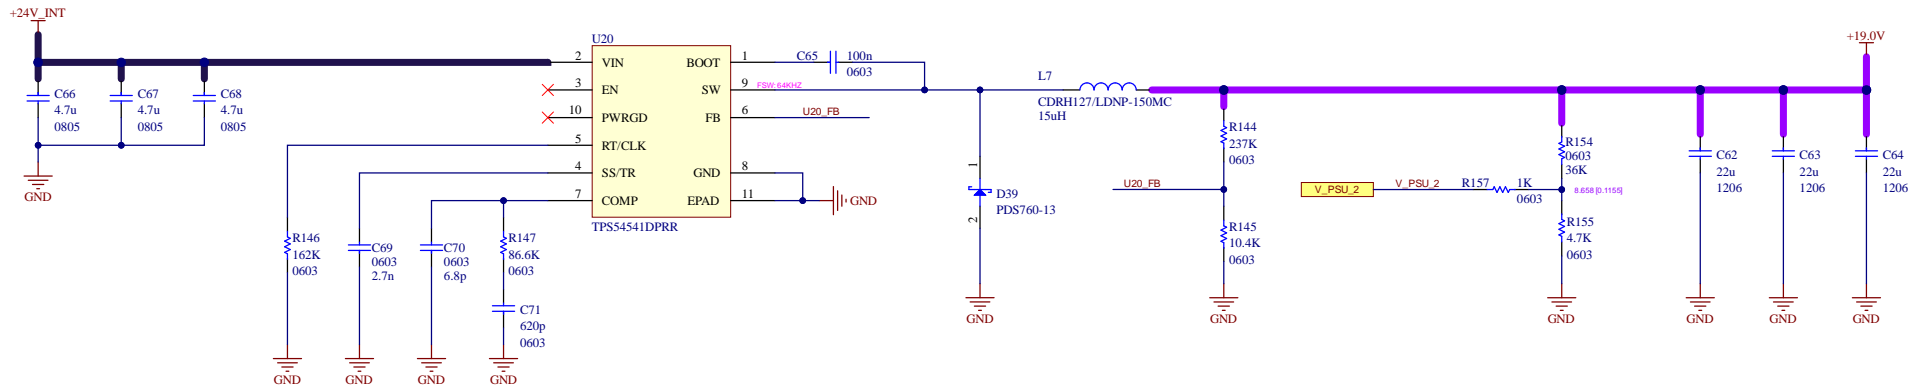 +24V_INT
C66
4.7u
0805
C67
4.7u
0805
C68
4.7u
0805
GND
U20
2 VIN BOOT 1
3 EN SW 9
10 PWRGD FB 6
5 RT/CLK
4 SS/TR GND 8
7 COMP EPAD 11
TPS54541DPRR
C65 100n
0603
FSW: 64KHZ
U20_FB
GND
R146
162K
0603
GND
C69
0603
2.7n
GND
C70
0603
6.8p
GND
R147
86.6K
0603
C71
620p
0603
GND
1
D39
PDS760-13
2
GND
L7
CDRH127/LDNP-150MC
15uH
R144
237K
0603
U20_FB
R145
10.4K
0603
GND
V_PSU_2
V_PSU_2
R157 1K
0603
R154
0603
36K
8.658 [0.1155]
R155
4.7K
0603
GND
C62
22u
1206
GND
C63
22u
1206
GND
+19.0V
C64
22u
1206
GND